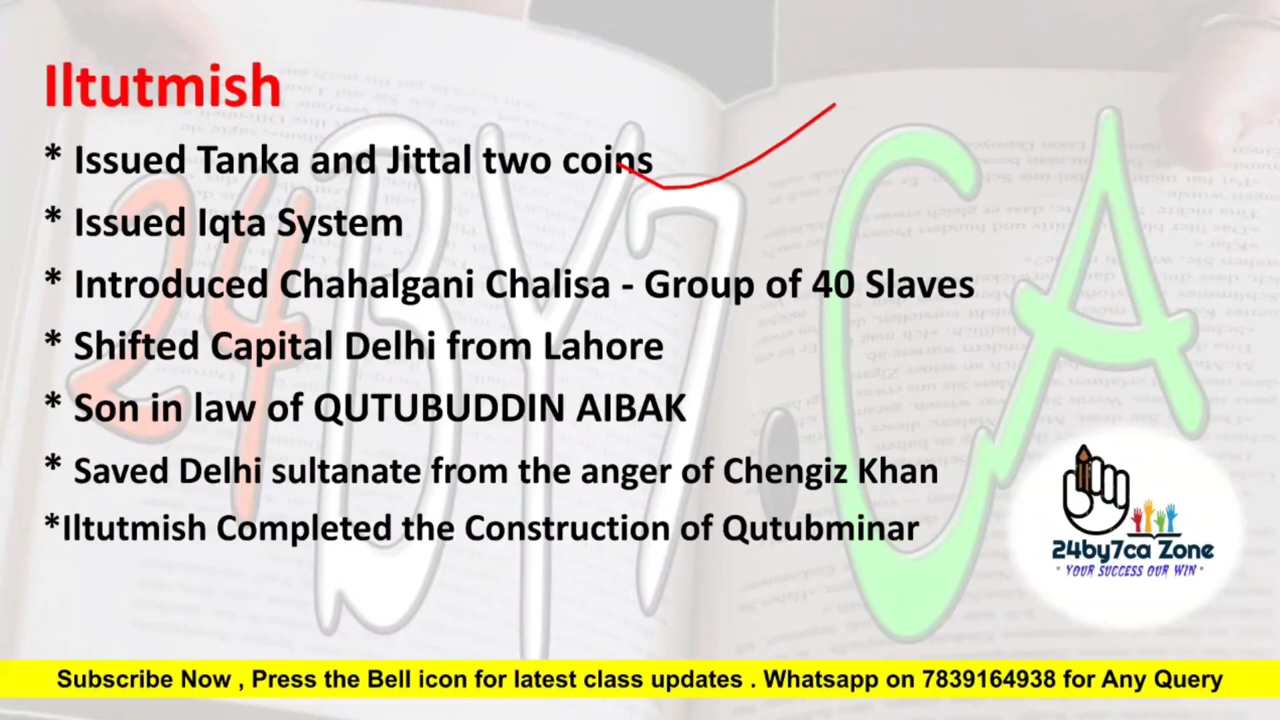 Iltutmish
* Issued Tanka and Jittal two coins
* Issued Iqta System
* Introduced Chahalgani Chalisa - Group of 40 Slaves
* Shifted Capital Delhi from Lahore
* Son in law of QUTUBUDDIN AIBAK
* Saved Delhi sultanate from the anger of Chengiz Khan
*Iltutmish Completed the Construction of Qutubminar
24BY7.CA
24by7ca Zone
" YOUR SUCCESS OUR WIN "
Subscribe Now , Press the Bell icon for latest class updates . Whatsapp on 7839164938 for Any Query